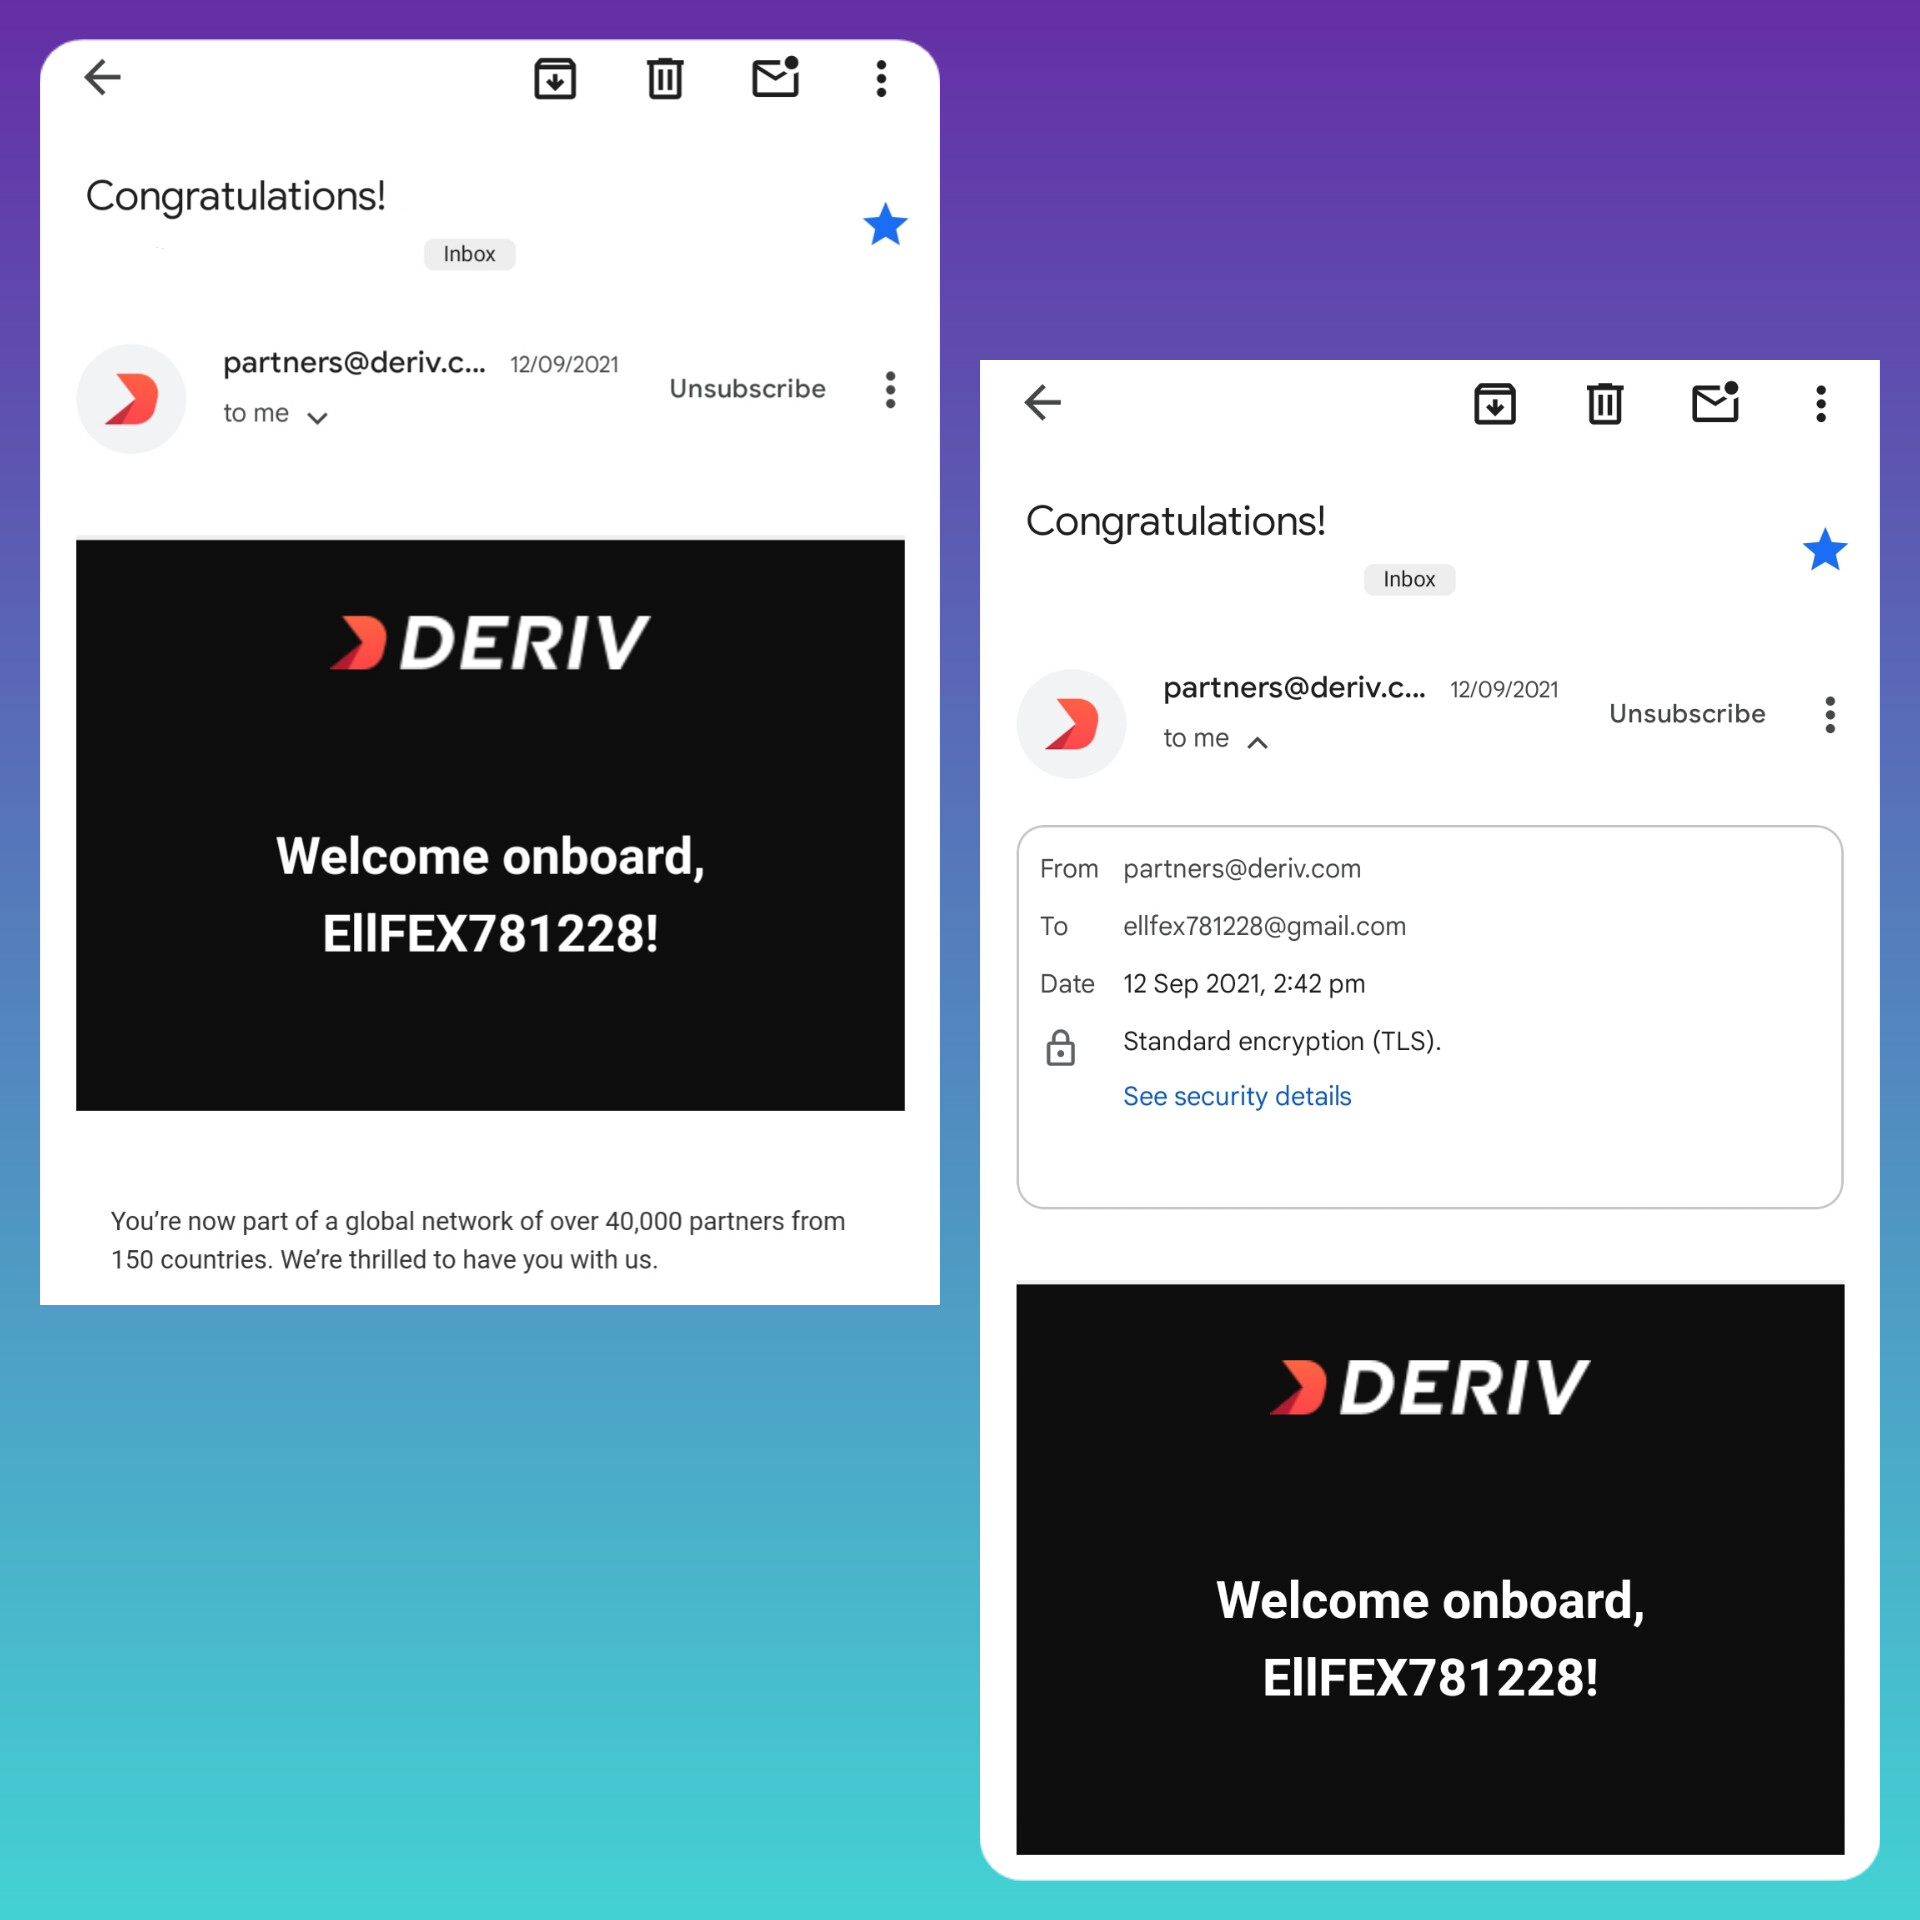 Congratulations!
Inbox
partners@deriv.c... 12/09/2021
Unsubscribe
to me
DERIV
Welcome onboard,
EllFEX781228!
You're now part of a global network of over 40,000 partners from
150 countries. We're thrilled to have you with us.
Congratulations!
Inbox
partners@deriv.c... 12/09/2021
Unsubscribe
to me
From partners@deriv.com
To ellfex781228@gmail.com
Date 12 Sep 2021, 2:42 pm
Standard encryption (TLS).
See security details
DERIV
Welcome onboard,
EllFEX781228!